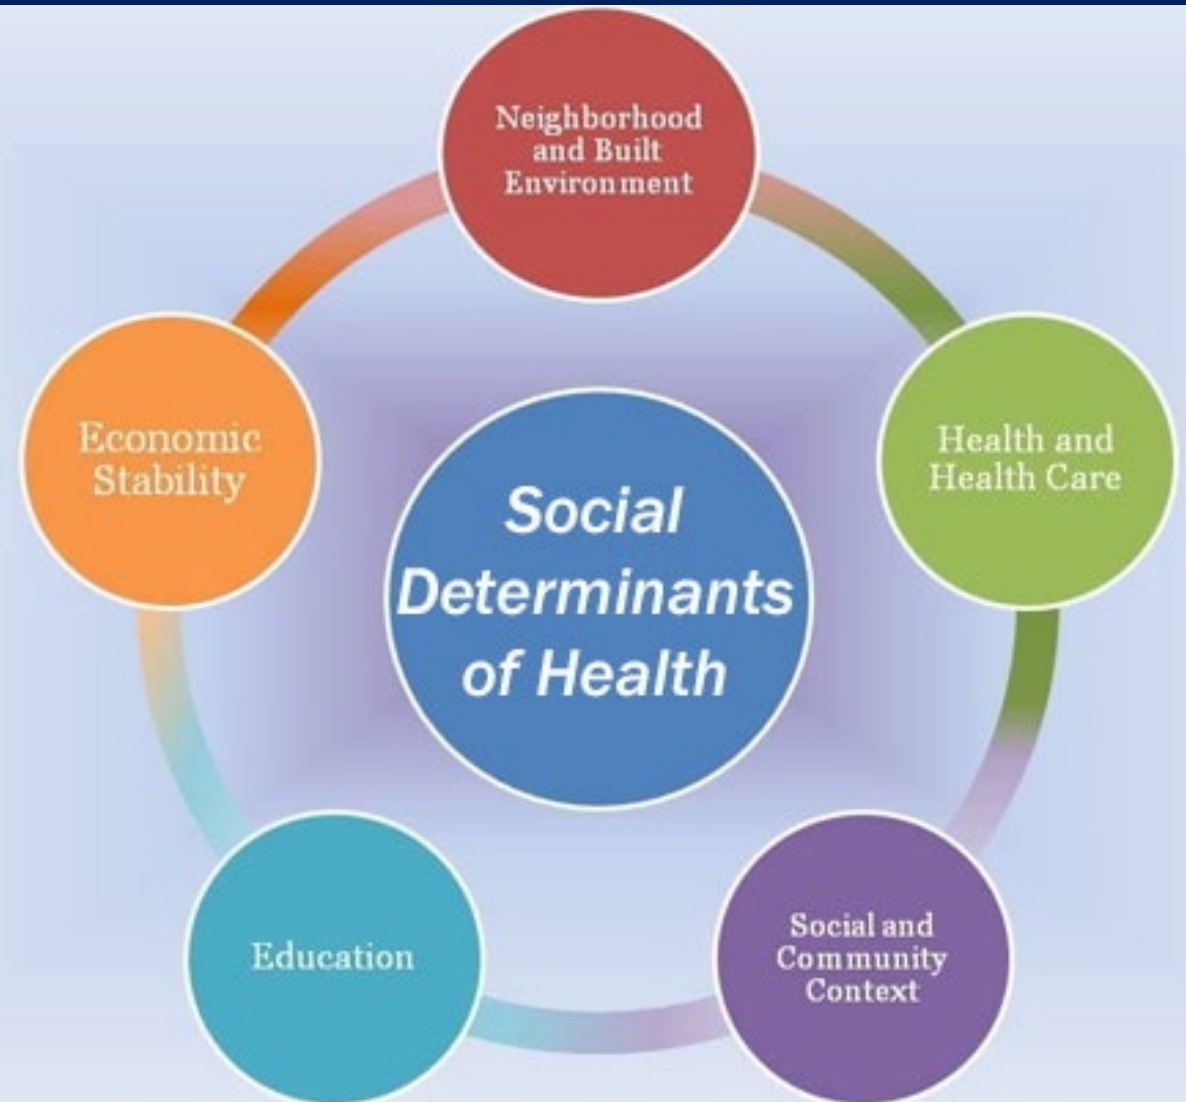 Neighborhood
and Built
Environment
Economic
Stability
Health and
Health Care
Social
Determinants
of Health
Education
Social and
Community
Context